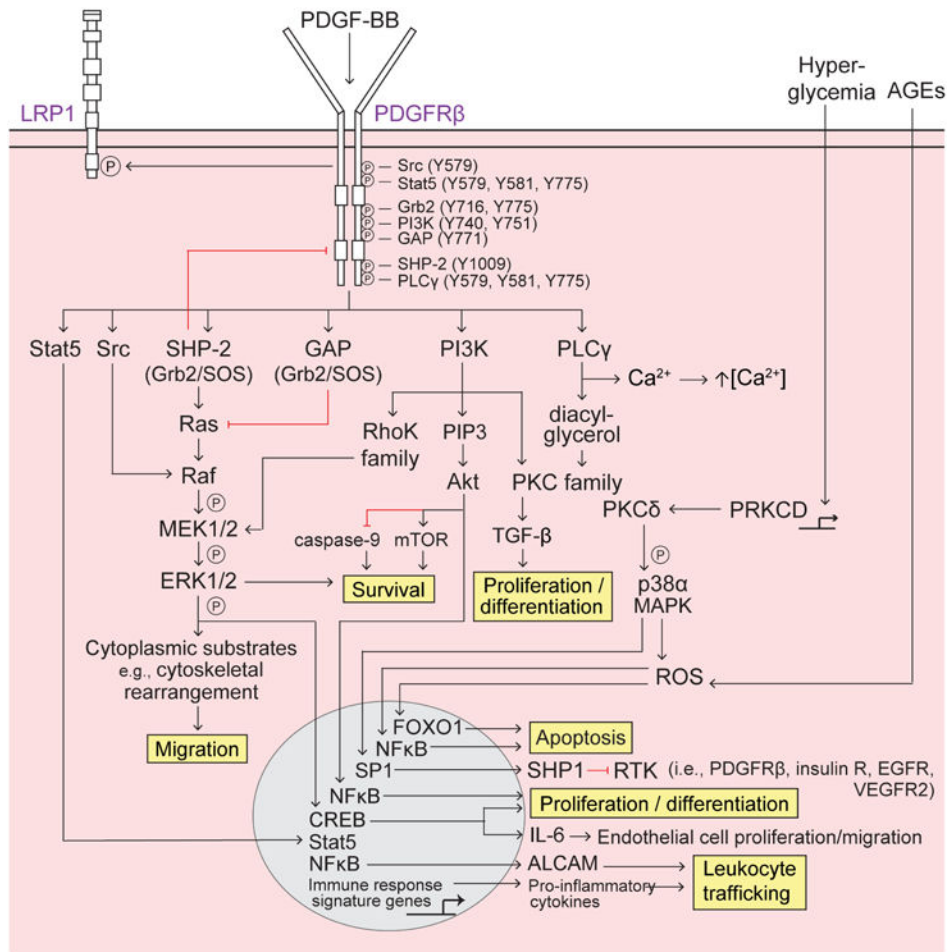 PDGF-BB
Hyper-
glycemia
AGEs
LRP1
PDGFRβ
P
P Src (Y579)
P Stat5 (Y579, Y581, Y775)
P Grb2 (Y716, Y775)
P PI3K (Y740, Y751)
P GAP (Y771)
P SHP-2 (Y1009)
P PLCγ (Y579, Y581, Y775)
Stat5 Src SHP-2 GAP PI3K PLCγ
(Grb2/SOS) (Grb2/SOS)
Ca²⁺ ↑[Ca²⁺]
diacyl-
glycerol
Ras
RhoK
family
PIP3
Raf
Akt
PKC family
P
PKCδ PRKCD
MEK1/2
caspase-9 mTOR
TGF-β
P
P
ERK1/2
Survival
Proliferation /
differentiation
p38α
MAPK
P
Cytoplasmic substrates
e.g., cytoskeletal
rearrangement
ROS
Migration
FOXO1
NFκB
Apoptosis
SP1
SHP1 RTK (i.e., PDGFRβ, insulin R, EGFR,
VEGFR2)
NFκB
Proliferation / differentiation
CREB
Stat5
IL-6 Endothelial cell proliferation/migration
NFκB
ALCAM
Leukocyte
trafficking
Immune response
signature genes
Pro-inflammatory
cytokines